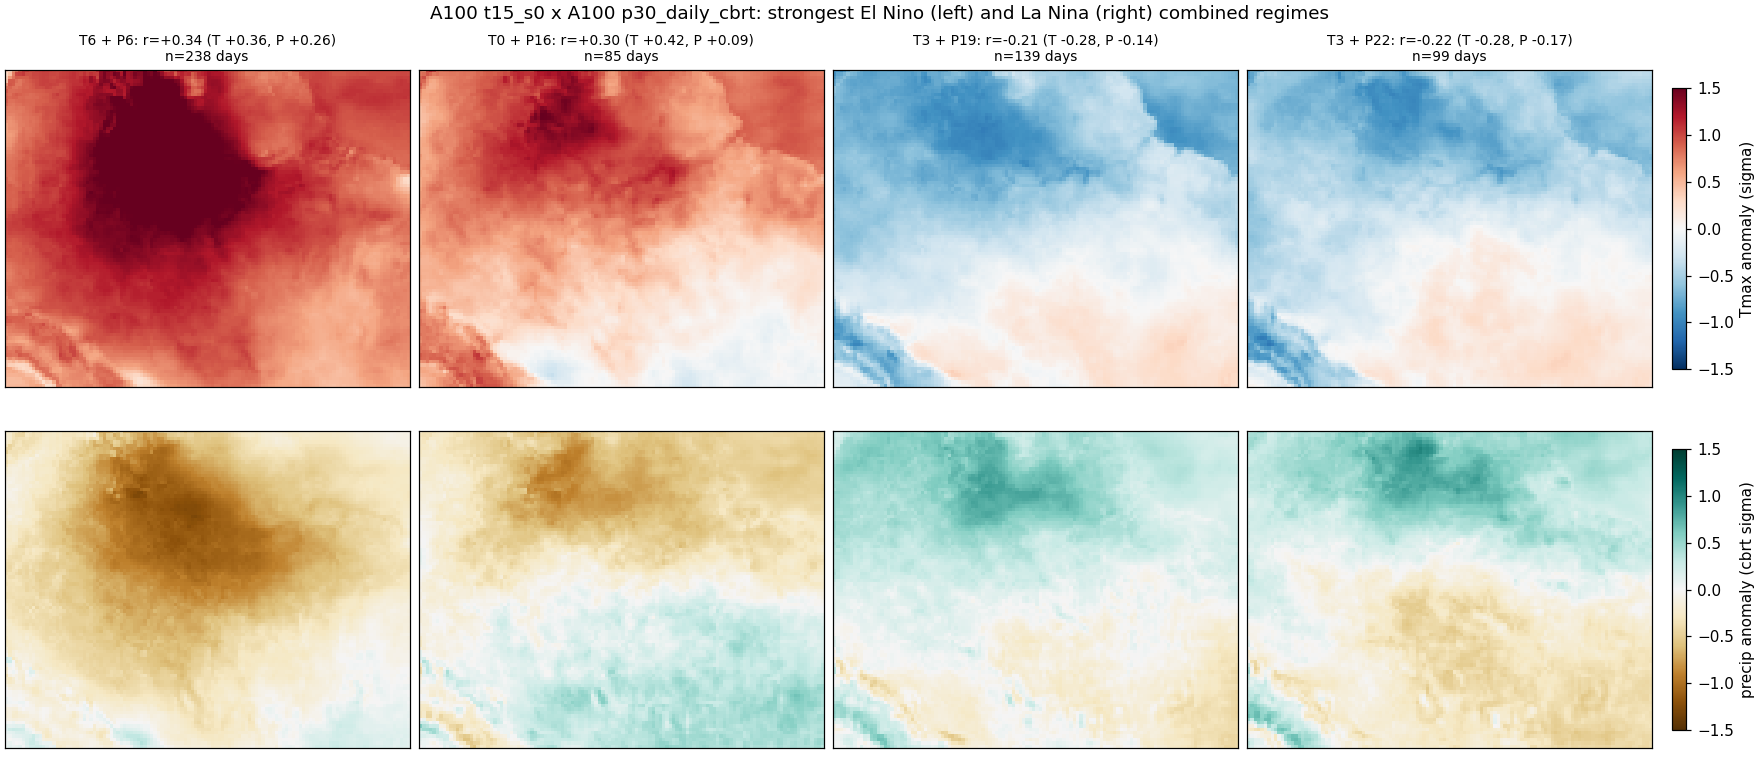 A100 t15_s0 x A100 p30_daily_cbrt: strongest El Nino (left) and La Nina (right) combined regimes
T6 + P6: r=+0.34 (T +0.36, P +0.26)
n=238 days
T0 + P16: r=+0.30 (T +0.42, P +0.09)
n=85 days
T3 + P19: r=-0.21 (T -0.28, P -0.14)
n=139 days
T3 + P22: r=-0.22 (T -0.28, P -0.17)
n=99 days
1.5
1.0
0.5
0.0
−0.5
−1.0
−1.5
Tmax anomaly (sigma)
1.5
1.0
0.5
0.0
−0.5
−1.0
−1.5
precip anomaly (cbrt sigma)